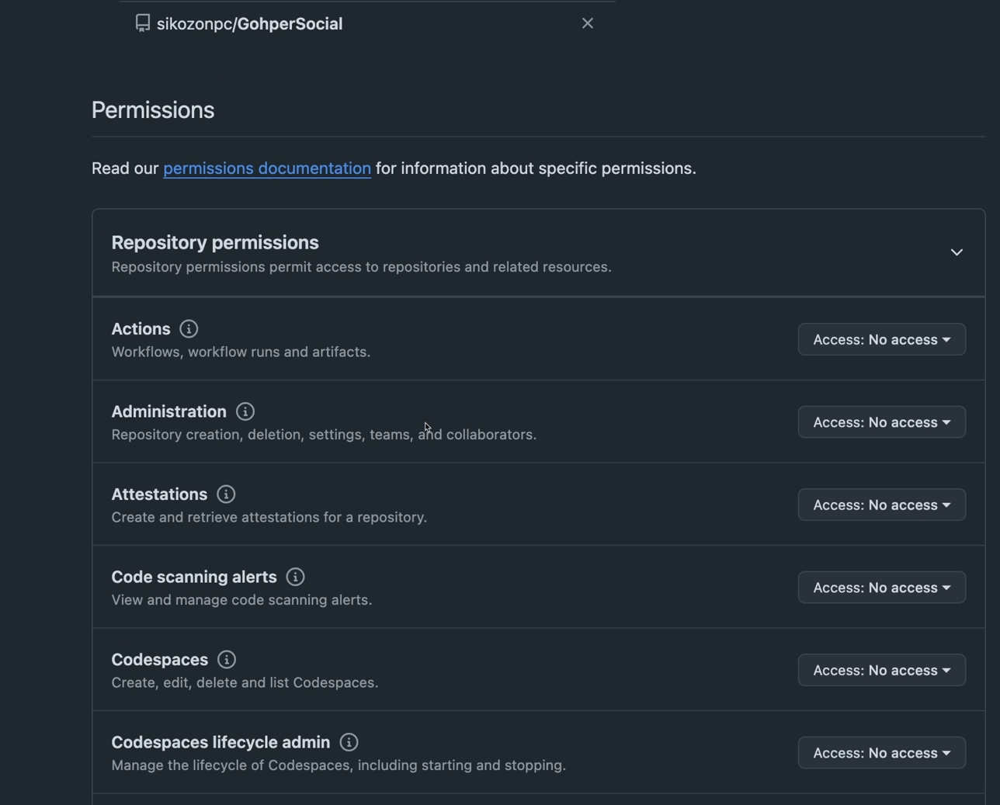 sikozonpc/GohperSocial
Permissions
Read our permissions documentation for information about specific permissions.
Repository permissions
Repository permissions permit access to repositories and related resources.
Actions
Access: No access
Workflows, workflow runs and artifacts.
Administration
Access: No access
Repository creation, deletion, settings, teams, and collaborators.
Attestations
Access: No access
Create and retrieve attestations for a repository.
Code scanning alerts
Access: No access
View and manage code scanning alerts.
Codespaces
Access: No access
Create, edit, delete and list Codespaces.
Codespaces lifecycle admin
Access: No access
Manage the lifecycle of Codespaces, including starting and stopping.